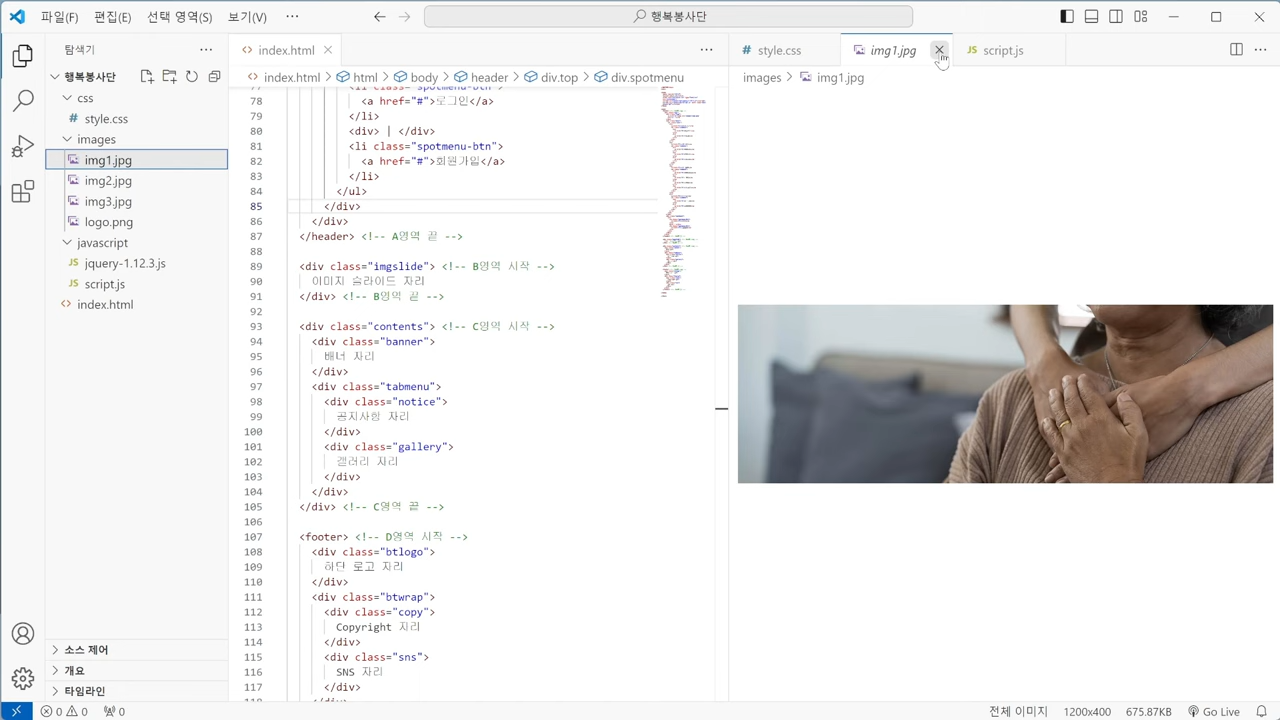 파일(F) 편집(E) 선택 영역(S) 보기(V) ··· 행복봉사단
탐색기 ···
행복봉사단
css
style.css
images
img1.jpg
img2.jpg
img3.jpg
javascript
jquery-1.12.3.js
script.js
index.html
소스 제어
개요
타임라인
index.html
index.html > html > body > header > div.top > div.spotmenu
77 <li class="spotmenu-btn">
78 <a href="#">로그인</a>
79 </li>
80 <div> | </div>
81 <li class="spotmenu-btn">
82 <a href="#">회원가입</a>
83 </li>
84 </ul>
85 </div>
86 </div>
87 </header> <!-- A영역 끝 -->
88
89 <div class="imgslide"> <!-- B영역 시작 -->
90 이미지 슬라이드 자리
91 </div> <!-- B영역 끝 -->
92
93 <div class="contents"> <!-- C영역 시작 -->
94 <div class="banner">
95 배너 자리
96 </div>
97 <div class="tabmenu">
98 <div class="notice">
99 공지사항 자리
100 </div>
101 <div class="gallery">
102 갤러리 자리
103 </div>
104 </div>
105 </div> <!-- C영역 끝 -->
106
107 <footer> <!-- D영역 시작 -->
108 <div class="btlogo">
109 하단 로고 자리
110 </div>
111 <div class="btwrap">
112 <div class="copy">
113 Copyright 자리
114 </div>
115 <div class="sns">
116 SNS 자리
117 </div>
style.css img1.jpg script.js
images > img1.jpg
0 0 0 전체 이미지 1200x400 675.87KB Go Live